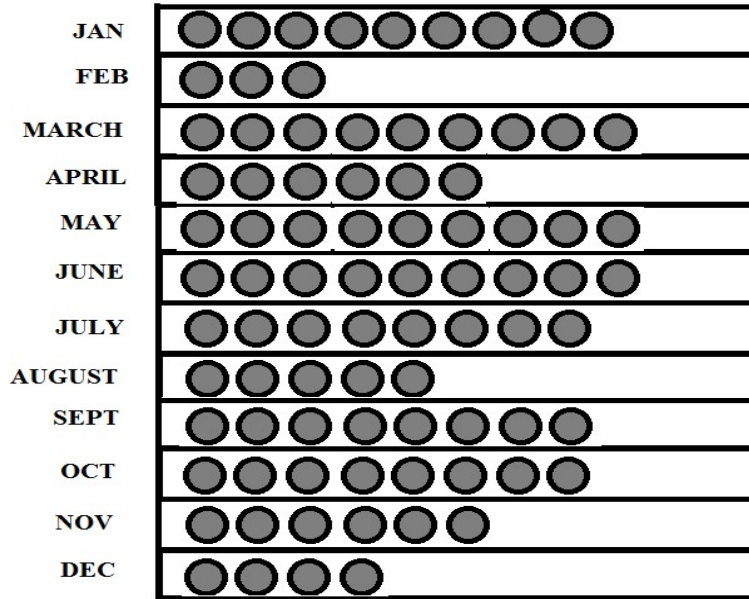 JAN
FEB
MARCH
APRIL
MAY
JUNE
JULY
AUGUST
SEPT
OCT
NOV
DEC